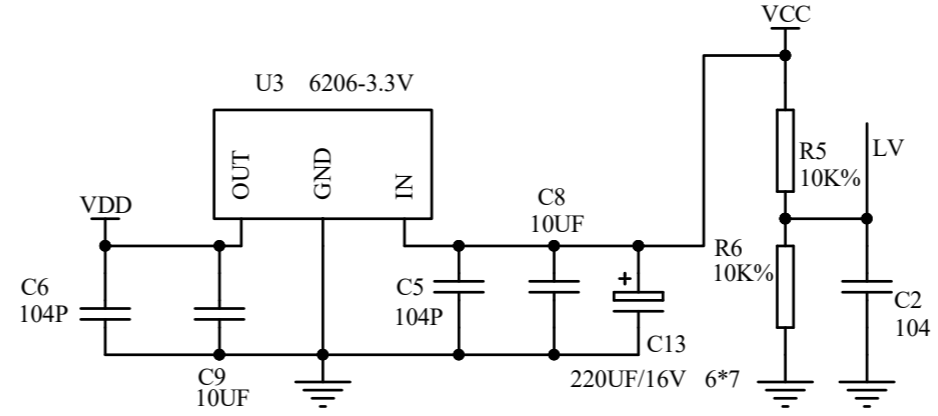 VCC
U3 6206-3.3V
OUT
GND
IN
R5
10K%
LV
VDD
C8
10UF
R6
10K%
C6
104P
C5
104P
+
C2
104
C13
C9
10UF
220UF/16V 6*7